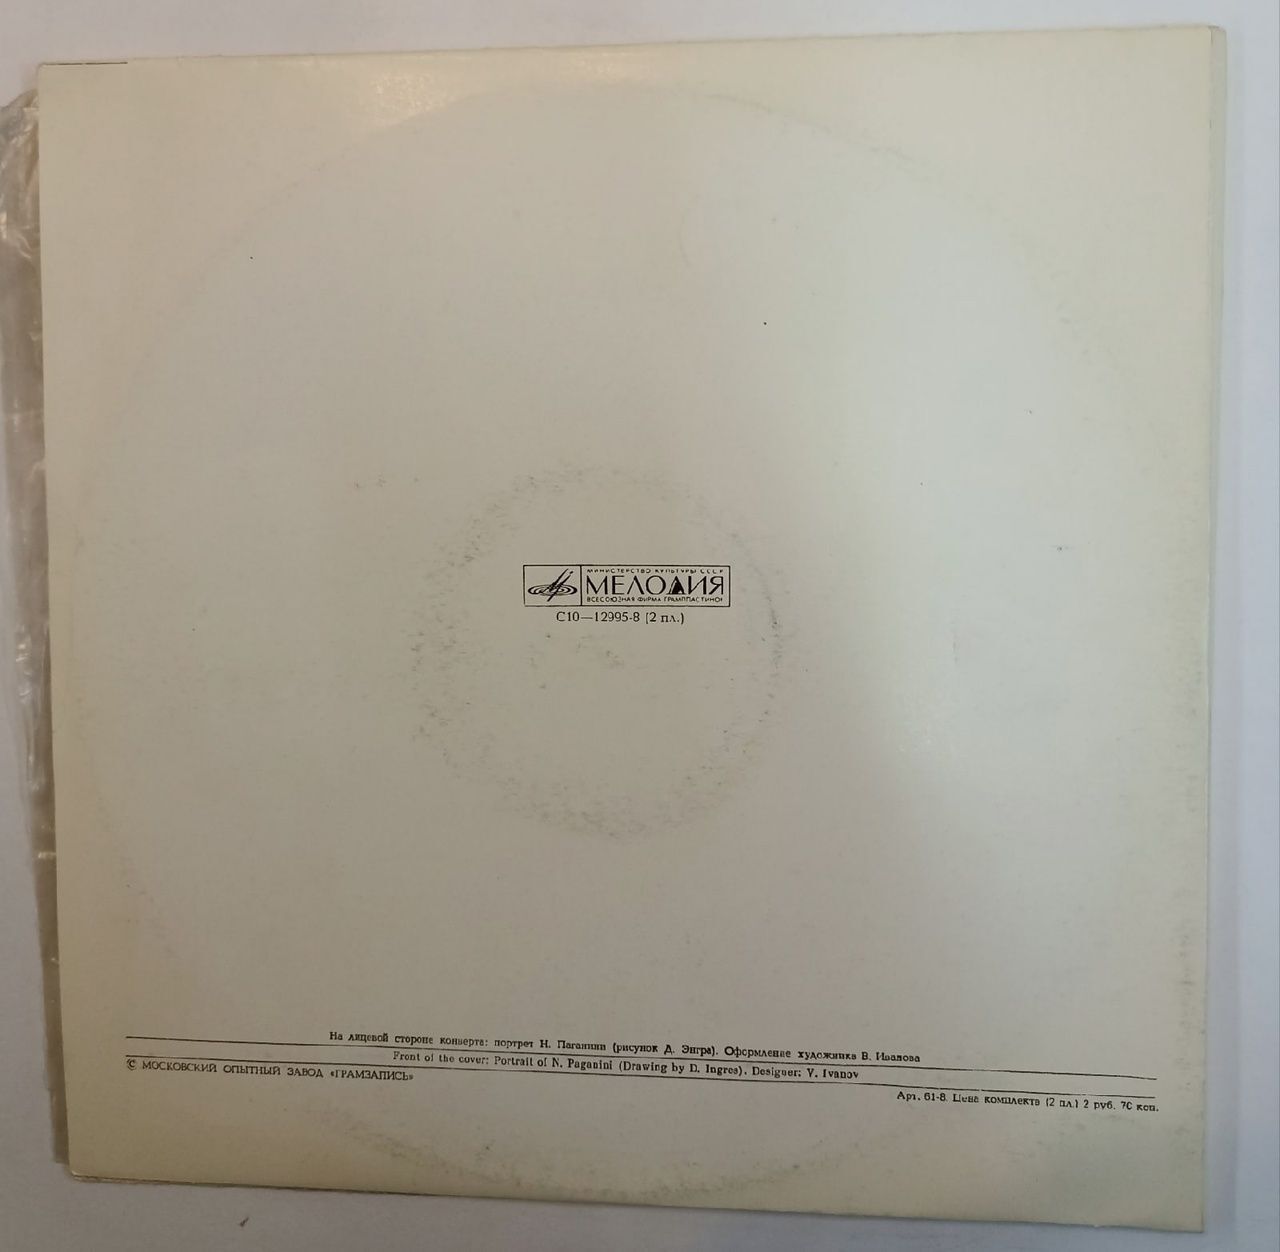 МИНИСТЕРСТВО КУЛЬТУРЫ СССР
МЕЛОДИЯ
ВСЕСОЮЗНАЯ ФИРМА ГРАМПЛАСТИНОК
С10—12995-8 (2 пл.)
На лицевой стороне конверта: портрет Н. Паганини (рисунок Д. Энгра). Оформление художника В. Иванова
Front of the cover: Portrait of N. Paganini (Drawing by D. Ingres). Designer: V. Ivanov
© МОСКОВСКИЙ ОПЫТНЫЙ ЗАВОД «ГРАМЗАПИСЬ»
Арт. 61-8. Цена комплекта (2 пл.) 2 руб. 70 коп.